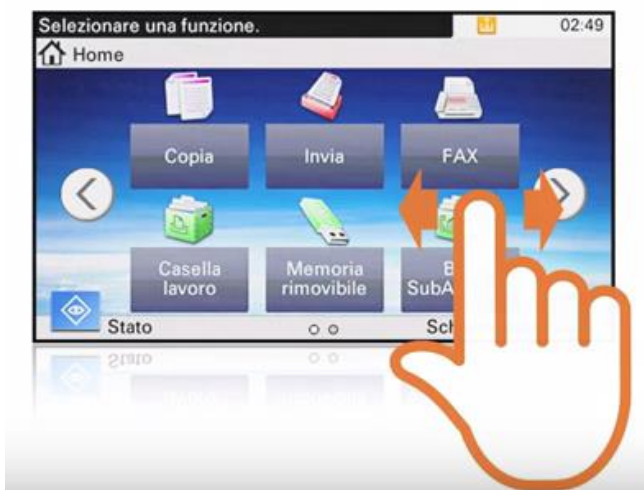 Selezionare una funzione.
02:49
Home
Copia
Invia
FAX
Casella
lavoro
Memoria
rimovibile
Stato